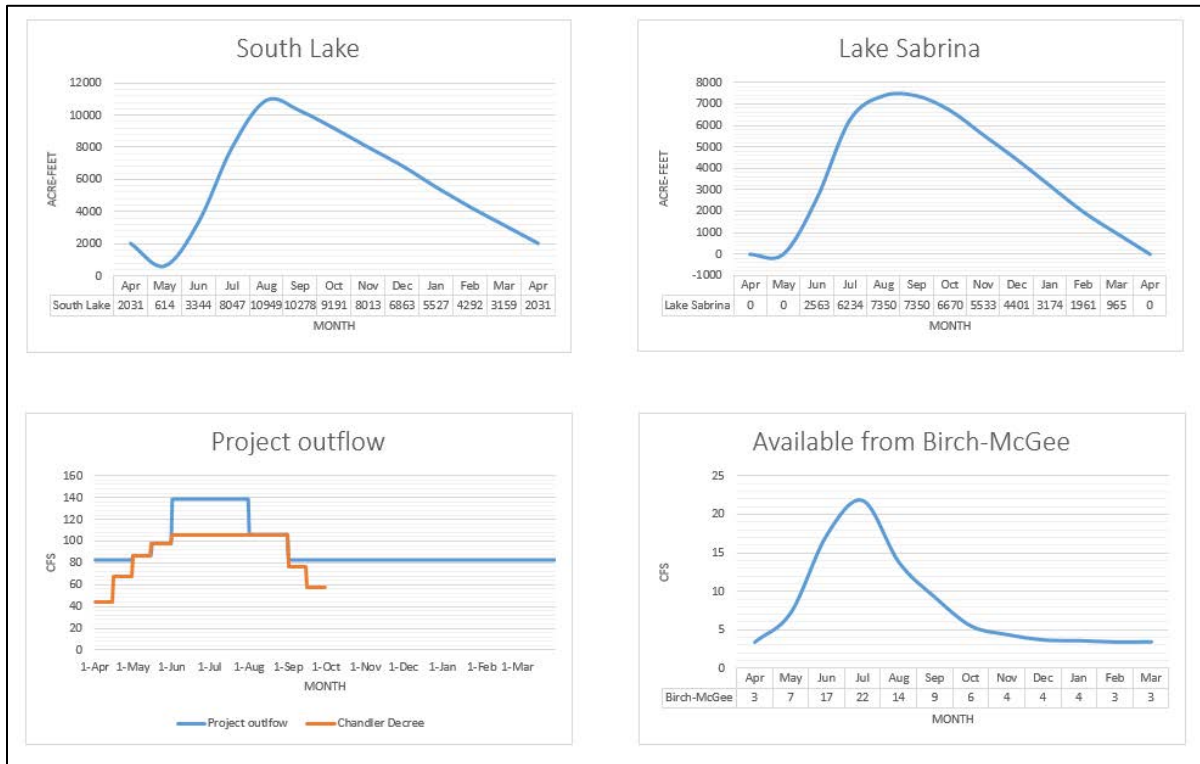 South Lake
12000
10000
8000
6000
4000
2000
0
ACRE-FEET
Apr May Jun Jul Aug Sep Oct Nov Dec Jan Feb Mar Apr
South Lake 2031 614 3344 8047 10949 10278 9191 8013 6863 5527 4292 3159 2031
MONTH
Lake Sabrina
8000
7000
6000
5000
4000
3000
2000
1000
0
-1000
ACRE-FEET
Apr May Jun Jul Aug Sep Oct Nov Dec Jan Feb Mar Apr
Lake Sabrina 0 0 2563 6234 7350 7350 6670 5533 4401 3174 1961 965 0
MONTH
Project outflow
160
140
120
100
80
60
40
20
0
CFS
1-Apr 1-May 1-Jun 1-Jul 1-Aug 1-Sep 1-Oct 1-Nov 1-Dec 1-Jan 1-Feb 1-Mar
MONTH
Project outlfow Chandler Decree
Available from Birch-McGee
25
20
15
10
5
0
CFS
Apr May Jun Jul Aug Sep Oct Nov Dec Jan Feb Mar
Birch-McGee 3 7 17 22 14 9 6 4 4 4 3 3
MONTH